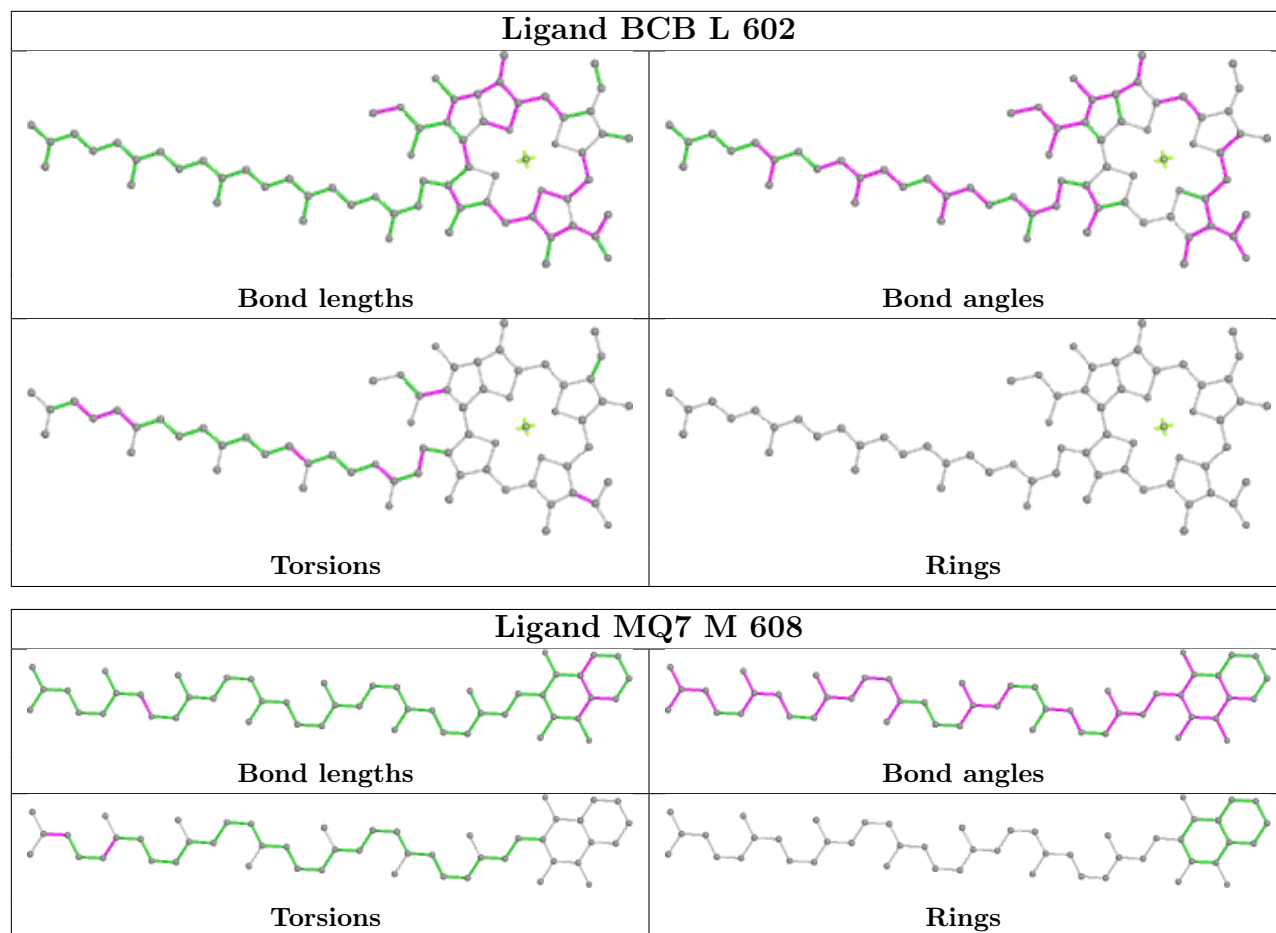 Ligand BCB L 602
Bond lengths
Bond angles
Torsions
Rings
Ligand MQ7 M 608
Bond lengths
Bond angles
Torsions
Rings